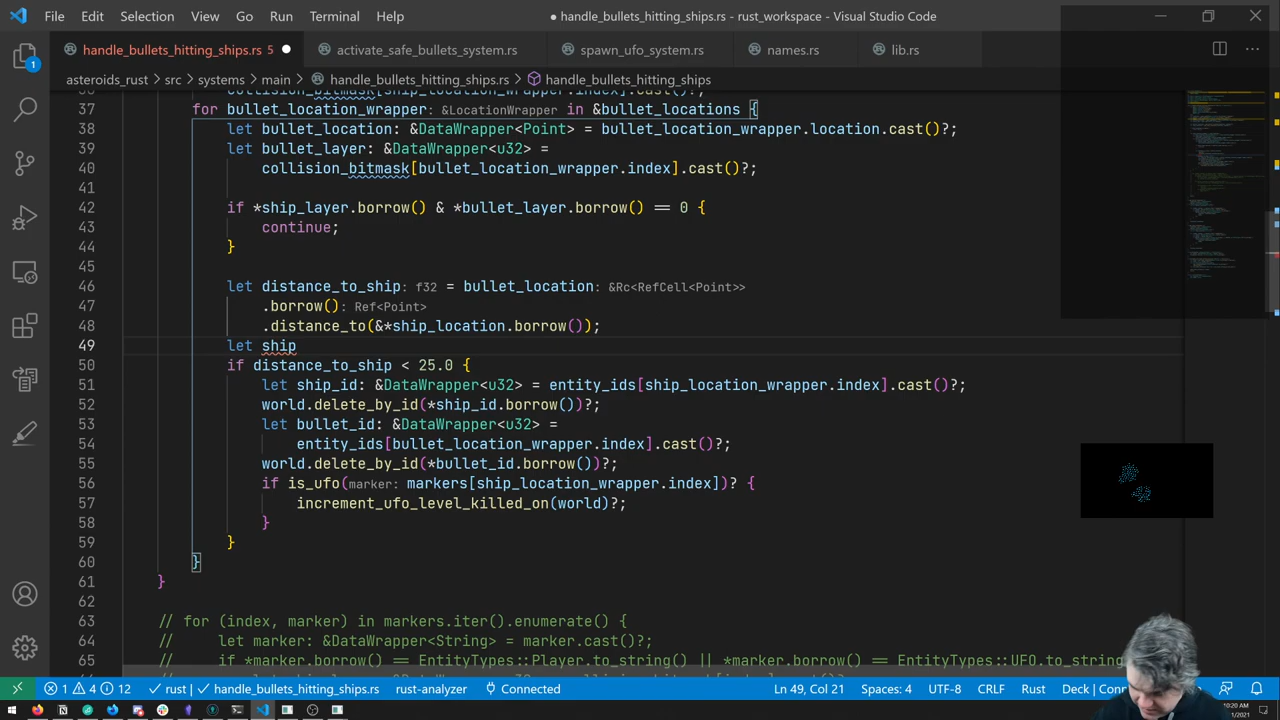 File Edit Selection View Go Run Terminal Help
● handle_bullets_hitting_ships.rs - rust_workspace - Visual Studio Code
handle_bullets_hitting_ships.rs 5 ● activate_safe_bullets_system.rs spawn_ufo_system.rs names.rs lib.rs
asteroids_rust > src > systems > main > handle_bullets_hitting_ships.rs > handle_bullets_hitting_ships
37 for bullet_location_wrapper: &LocationWrapper in &bullet_locations {
38 let bullet_location: &DataWrapper<Point> = bullet_location_wrapper.location.cast()?;
39 let bullet_layer: &DataWrapper<u32> =
40 collision_bitmask[bullet_location_wrapper.index].cast()?;
41
42 if *ship_layer.borrow() & *bullet_layer.borrow() == 0 {
43 continue;
44 }
45
46 let distance_to_ship: f32 = bullet_location: &Rc<RefCell<Point>>
47 .borrow(): Ref<Point>
48 .distance_to(&*ship_location.borrow());
49 let ship
50 if distance_to_ship < 25.0 {
51 let ship_id: &DataWrapper<u32> = entity_ids[ship_location_wrapper.index].cast()?;
52 world.delete_by_id(*ship_id.borrow())?;
53 let bullet_id: &DataWrapper<u32> =
54 entity_ids[bullet_location_wrapper.index].cast()?;
55 world.delete_by_id(*bullet_id.borrow())?;
56 if is_ufo(marker: markers[ship_location_wrapper.index])? {
57 increment_ufo_level_killed_on(world)?;
58 }
59 }
60 }
61 }
62
63 // for (index, marker) in markers.iter().enumerate() {
64 // let marker: &DataWrapper<String> = marker.cast()?;
65 // if *marker.borrow() == EntityTypes::Player.to_string() || *marker.borrow() == EntityTypes::UFO.to_string
1 4 12 rust | handle_bullets_hitting_ships.rs rust-analyzer Connected Ln 49, Col 21 Spaces: 4 UTF-8 CRLF Rust Deck | Conn
10:20 AM